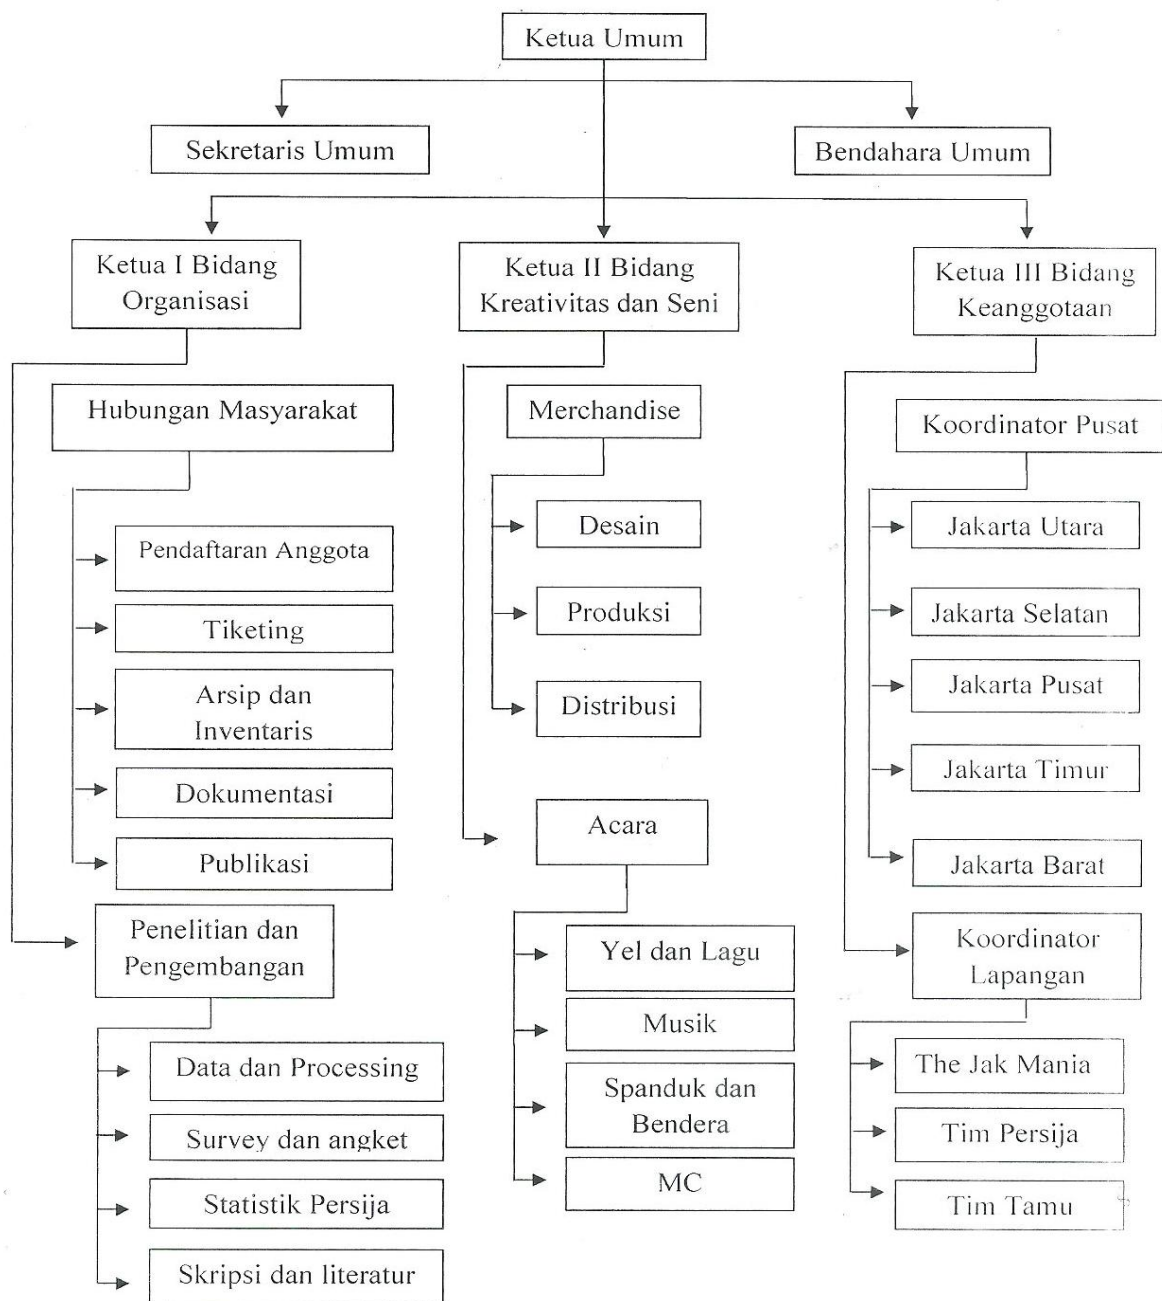 Ketua Umum
Sekretaris Umum
Bendahara Umum
Ketua I Bidang
Organisasi
Ketua II Bidang
Kreativitas dan Seni
Ketua III Bidang
Keanggotaan
Hubungan Masyarakat
Merchandise
Koordinator Pusat
Pendaftaran Anggota
Tiketing
Arsip dan
Inventaris
Dokumentasi
Publikasi
Desain
Produksi
Distribusi
Jakarta Utara
Jakarta Selatan
Jakarta Pusat
Jakarta Timur
Jakarta Barat
Penelitian dan
Pengembangan
Acara
Koordinator
Lapangan
Data dan Processing
Survey dan angket
Statistik Persija
Skripsi dan literatur
Yel dan Lagu
Musik
Spanduk dan
Bendera
MC
The Jak Mania
Tim Persija
Tim Tamu